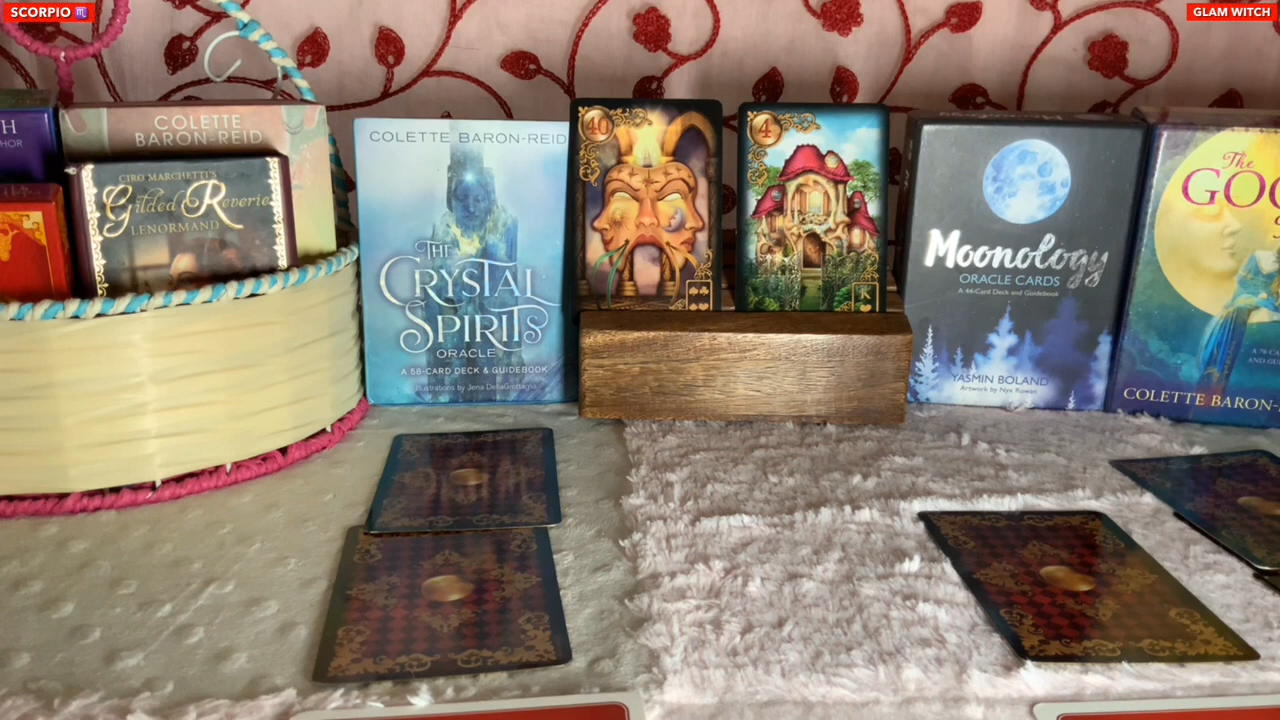 SCORPIO ♏
GLAM WITCH
COLETTE
BARON-REID
CIRO MARCHETTI'S
Gilded Reverie
LENORMAND
COLETTE BARON-REID
THE
CRYSTAL
SPIRITS
ORACLE
A 58-CARD DECK & GUIDEBOOK
Illustrations by Jena DellaGrottaglia
40
4
K
Moonology
ORACLE CARDS
A 44-Card Deck and Guidebook
YASMIN BOLAND
Artwork by Nyx Rowan
The
COLETTE BARON-